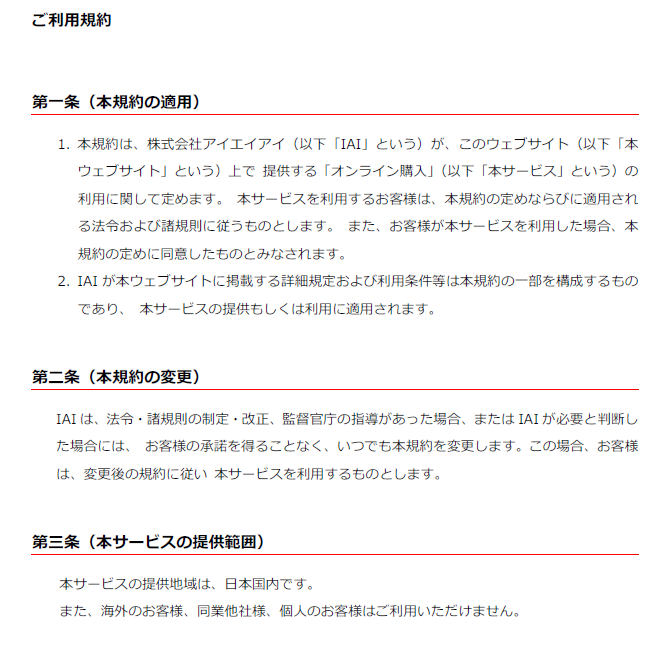 ご利用規約
第一条（本規約の適用）
1. 本規約は、株式会社アイエイアイ（以下「IAI」という）が、このウェブサイト（以下「本
ウェブサイト」という）上で 提供する「オンライン購入」（以下「本サービス」という）の
利用に関して定めます。 本サービスを利用するお客様は、本規約の定めならびに適用され
る法令および諸規則に従うものとします。 また、お客様が本サービスを利用した場合、本
規約の定めに同意したものとみなされます。
2. IAI が本ウェブサイトに掲載する詳細規定および利用条件等は本規約の一部を構成するもの
であり、 本サービスの提供もしくは利用に適用されます。
第二条（本規約の変更）
IAI は、法令・諸規則の制定・改正、監督官庁の指導があった場合、または IAI が必要と判断し
た場合には、 お客様の承諾を得ることなく、いつでも本規約を変更します。この場合、お客様
は、変更後の規約に従い 本サービスを利用するものとします。
第三条（本サービスの提供範囲）
本サービスの提供地域は、日本国内です。
また、海外のお客様、同業他社様、個人のお客様はご利用いただけません。